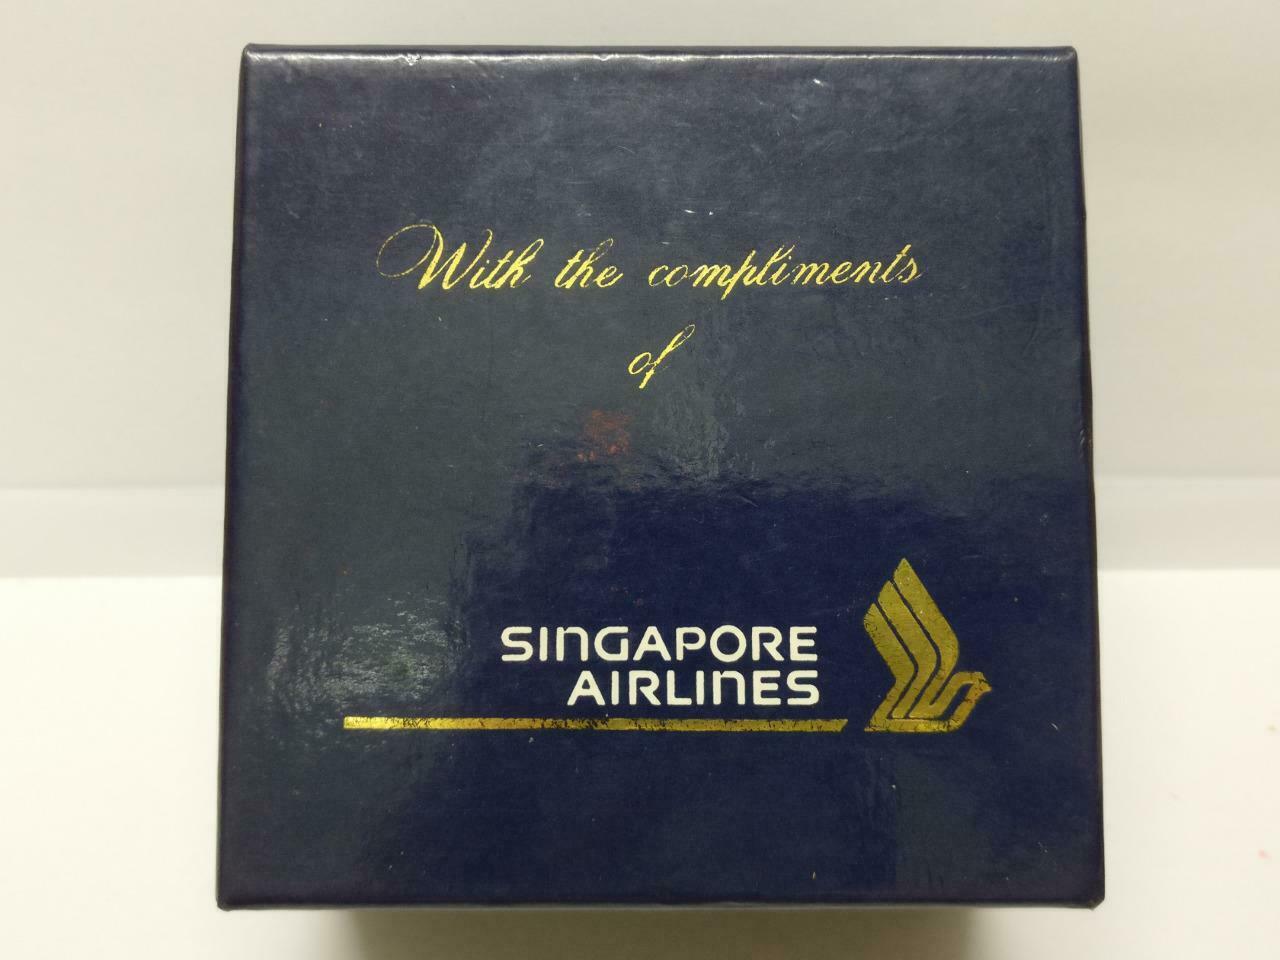 With the compliments
of
SINGAPORE
AIRLINES